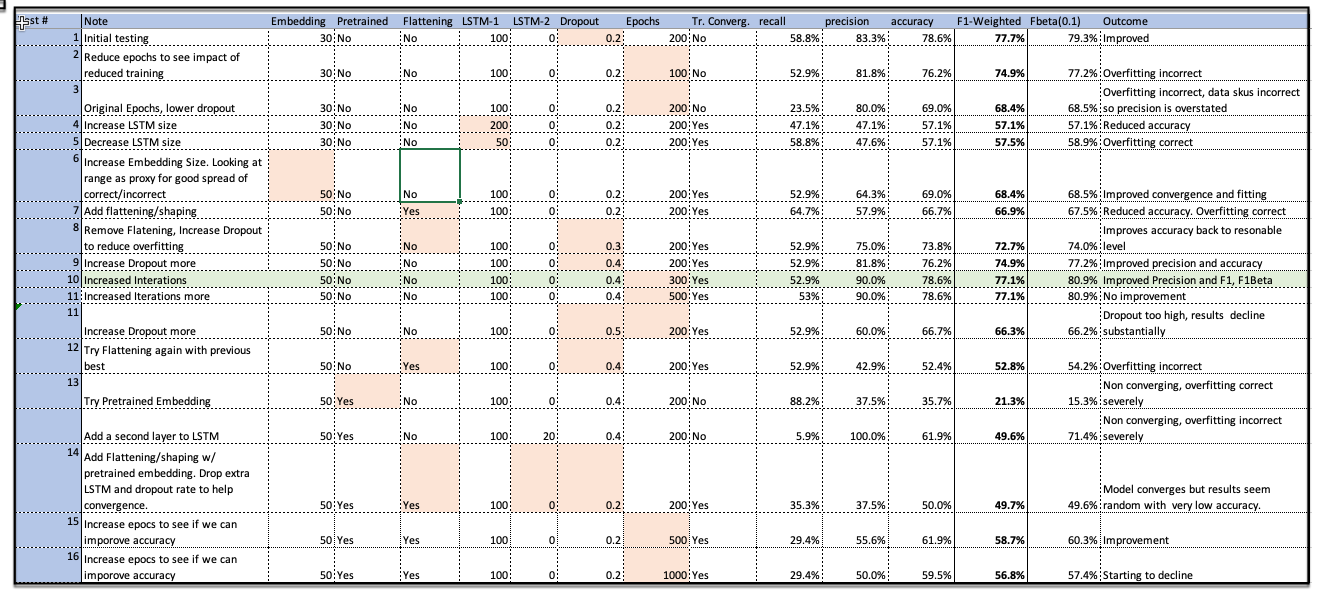 st # Note Embedding Pretrained Flattening LSTM-1 LSTM-2 Dropout Epochs Tr. Converg. recall precision accuracy F1-Weighted Fbeta(0.1) Outcome
1 Initial testing 30 No No 100 0 0.2 200 No 58.8% 83.3% 78.6% 77.7% 79.3% Improved
2 Reduce epochs to see impact of
reduced training 30 No No 100 0 0.2 100 No 52.9% 81.8% 76.2% 74.9% 77.2% Overfitting incorrect
3 Overfitting incorrect, data skus incorrect
Original Epochs, lower dropout 30 No No 100 0 0.2 200 No 23.5% 80.0% 69.0% 68.4% 68.5% so precision is overstated
4 Increase LSTM size 30 No No 200 0 0.2 200 Yes 47.1% 47.1% 57.1% 57.1% 57.1% Reduced accuracy
5 Decrease LSTM size 30 No No 50 0 0.2 200 Yes 58.8% 47.6% 57.1% 57.5% 58.9% Overfitting correct
6 Increase Embedding Size. Looking at
range as proxy for good spread of
correct/incorrect 50 No No 100 0 0.2 200 Yes 52.9% 64.3% 69.0% 68.4% 68.5% Improved convergence and fitting
7 Add flattening/shaping 50 No Yes 100 0 0.2 200 Yes 64.7% 57.9% 66.7% 66.9% 67.5% Reduced accuracy. Overfitting correct
8 Remove Flatening, Increase Dropout Improves accuracy back to resonable
to reduce overfitting 50 No No 100 0 0.3 200 Yes 52.9% 75.0% 73.8% 72.7% 74.0% level
9 Increase Dropout more 50 No No 100 0 0.4 200 Yes 52.9% 81.8% 76.2% 74.9% 77.2% Improved precision and accuracy
10 Increased Interations 50 No No 100 0 0.4 300 Yes 52.9% 90.0% 78.6% 77.1% 80.9% Improved Precision and F1, F1Beta
11 Increased Iterations more 50 No No 100 0 0.4 500 Yes 53% 90.0% 78.6% 77.1% 80.9% No improvement
11 Dropout too high, results decline
Increase Dropout more 50 No No 100 0 0.5 200 Yes 52.9% 60.0% 66.7% 66.3% 66.2% substantially
12 Try Flattening again with previous
best 50 No Yes 100 0 0.4 200 Yes 52.9% 42.9% 52.4% 52.8% 54.2% Overfitting incorrect
13 Non converging, overfitting correct
Try Pretrained Embedding 50 Yes No 100 0 0.4 200 No 88.2% 37.5% 35.7% 21.3% 15.3% severely
Non converging, overfitting incorrect
Add a second layer to LSTM 50 Yes No 100 20 0.4 200 No 5.9% 100.0% 61.9% 49.6% 71.4% severely
14 Add Flattening/shaping w/
pretrained embedding. Drop extra
LSTM and dropout rate to help Model converges but results seem
convergence. 50 Yes Yes 100 0 0.2 200 Yes 35.3% 37.5% 50.0% 49.7% 49.6% random with very low accuracy.
15 Increase epocs to see if we can
imporove accuracy 50 Yes Yes 100 0 0.2 500 Yes 29.4% 55.6% 61.9% 58.7% 60.3% Improvement
16 Increase epocs to see if we can
imporove accuracy 50 Yes Yes 100 0 0.2 1000 Yes 29.4% 50.0% 59.5% 56.8% 57.4% Starting to decline